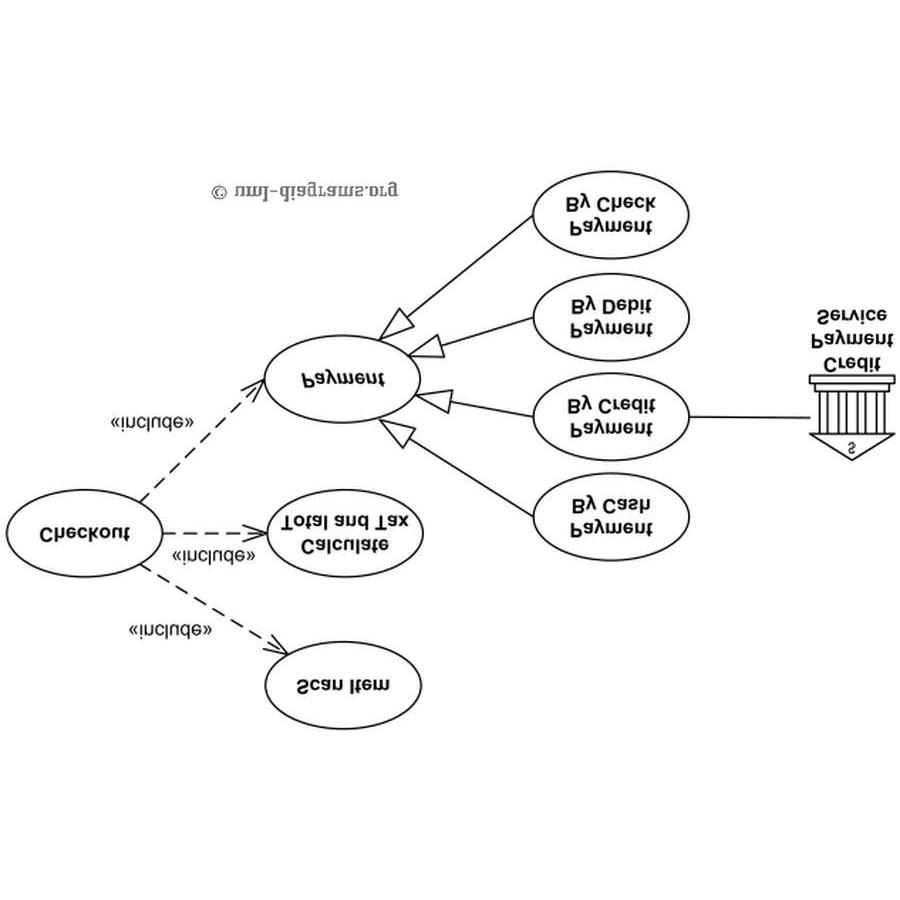 Scan Item
«include»
«include»
Checkout
Calculate
Total and Tax
Payment
By Cash
«include»
Payment
By Credit
Payment
$
Credit
Payment
Service
Payment
By Debit
Payment
By Check
© uml-diagrams.org